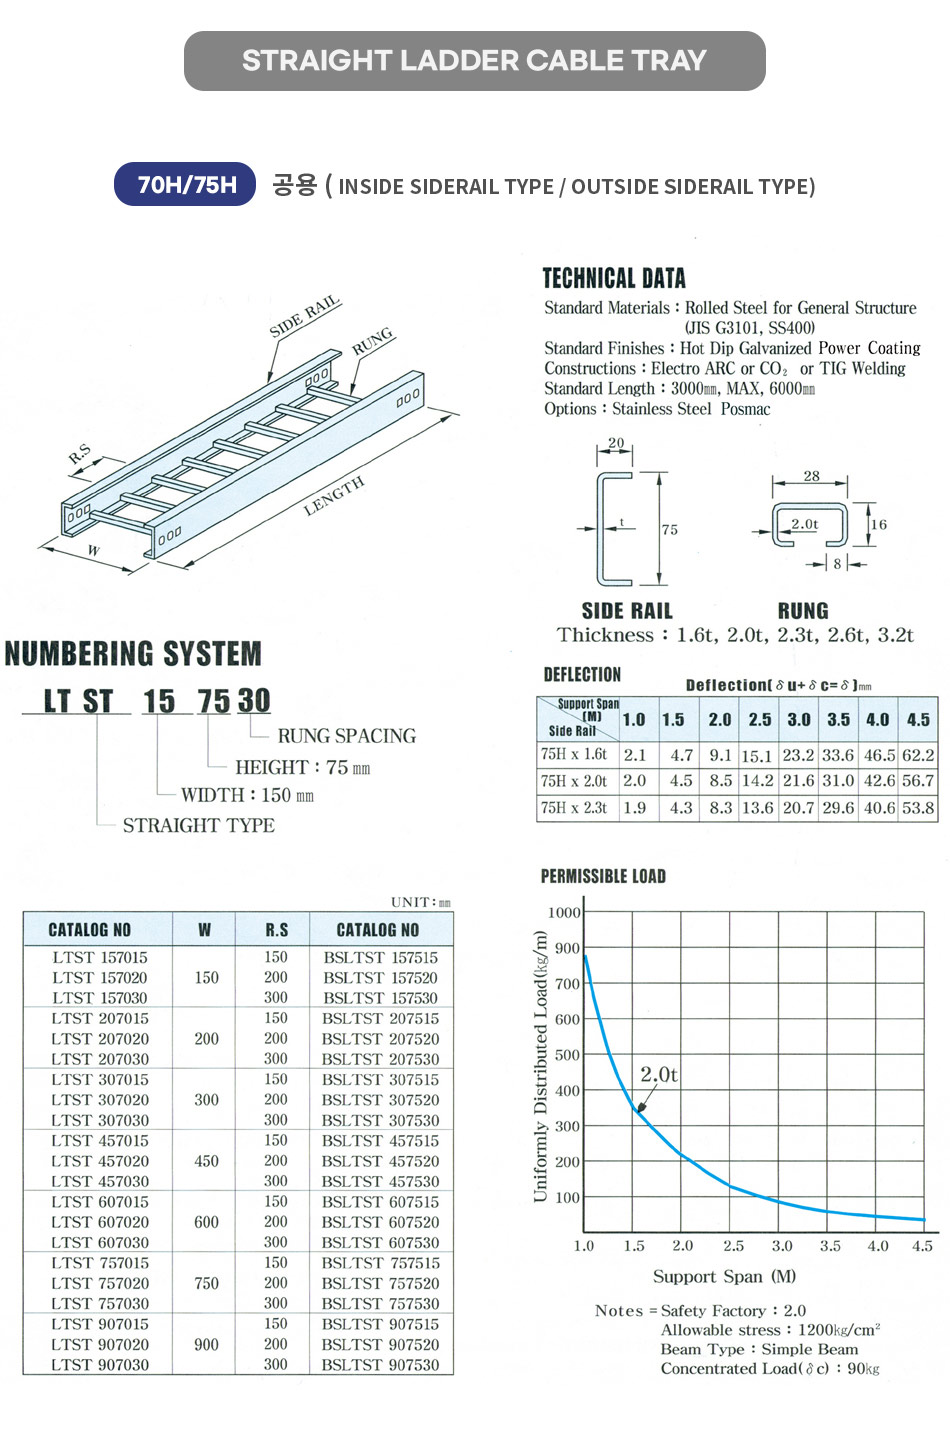 STRAIGHT LADDER CABLE TRAY
70H/75H 공용 ( INSIDE SIDERAIL TYPE / OUTSIDE SIDERAIL TYPE)
SIDE RAIL
RUNG
R.S
W
LENGTH
TECHNICAL DATA
Standard Materials : Rolled Steel for General Structure
(JIS G3101, SS400)
Standard Finishes : Hot Dip Galvanized Power Coating
Constructions : Electro ARC or CO₂ or TIG Welding
Standard Length : 3000㎜, MAX, 6000㎜
Options : Stainless Steel Posmac
20
t
75
28
2.0t
16
8
SIDE RAIL RUNG
Thickness : 1.6t, 2.0t, 2.3t, 2.6t, 3.2t
NUMBERING SYSTEM
LT ST 15 75 30
RUNG SPACING
HEIGHT : 75 ㎜
WIDTH : 150 ㎜
STRAIGHT TYPE
DEFLECTION
Deflection( δ u+ δ c= δ )㎜
Support Span
(M)
Side Rail
1.0 1.5 2.0 2.5 3.0 3.5 4.0 4.5
75H x 1.6t 2.1 4.7 9.1 15.1 23.2 33.6 46.5 62.2
75H x 2.0t 2.0 4.5 8.5 14.2 21.6 31.0 42.6 56.7
75H x 2.3t 1.9 4.3 8.3 13.6 20.7 29.6 40.6 53.8
UNIT : ㎜
CATALOG NO W R.S CATALOG NO
LTST 157015 150 BSLTST 157515
LTST 157020 150 200 BSLTST 157520
LTST 157030 300 BSLTST 157530
LTST 207015 150 BSLTST 207515
LTST 207020 200 200 BSLTST 207520
LTST 207030 300 BSLTST 207530
LTST 307015 150 BSLTST 307515
LTST 307020 300 200 BSLTST 307520
LTST 307030 300 BSLTST 307530
LTST 457015 150 BSLTST 457515
LTST 457020 450 200 BSLTST 457520
LTST 457030 300 BSLTST 457530
LTST 607015 150 BSLTST 607515
LTST 607020 600 200 BSLTST 607520
LTST 607030 300 BSLTST 607530
LTST 757015 150 BSLTST 757515
LTST 757020 750 200 BSLTST 757520
LTST 757030 300 BSLTST 757530
LTST 907015 150 BSLTST 907515
LTST 907020 900 200 BSLTST 907520
LTST 907030 300 BSLTST 907530
PERMISSIBLE LOAD
Uniformly Distributed Load(㎏/m)
1000
900
700
600
500
400
300
200
100
2.0t
1.0 1.5 2.0 2.5 3.0 3.5 4.0 4.5
Support Span (M)
Notes = Safety Factory : 2.0
Allowable stress : 1200㎏/cm²
Beam Type : Simple Beam
Concentrated Load( δ c) : 90㎏